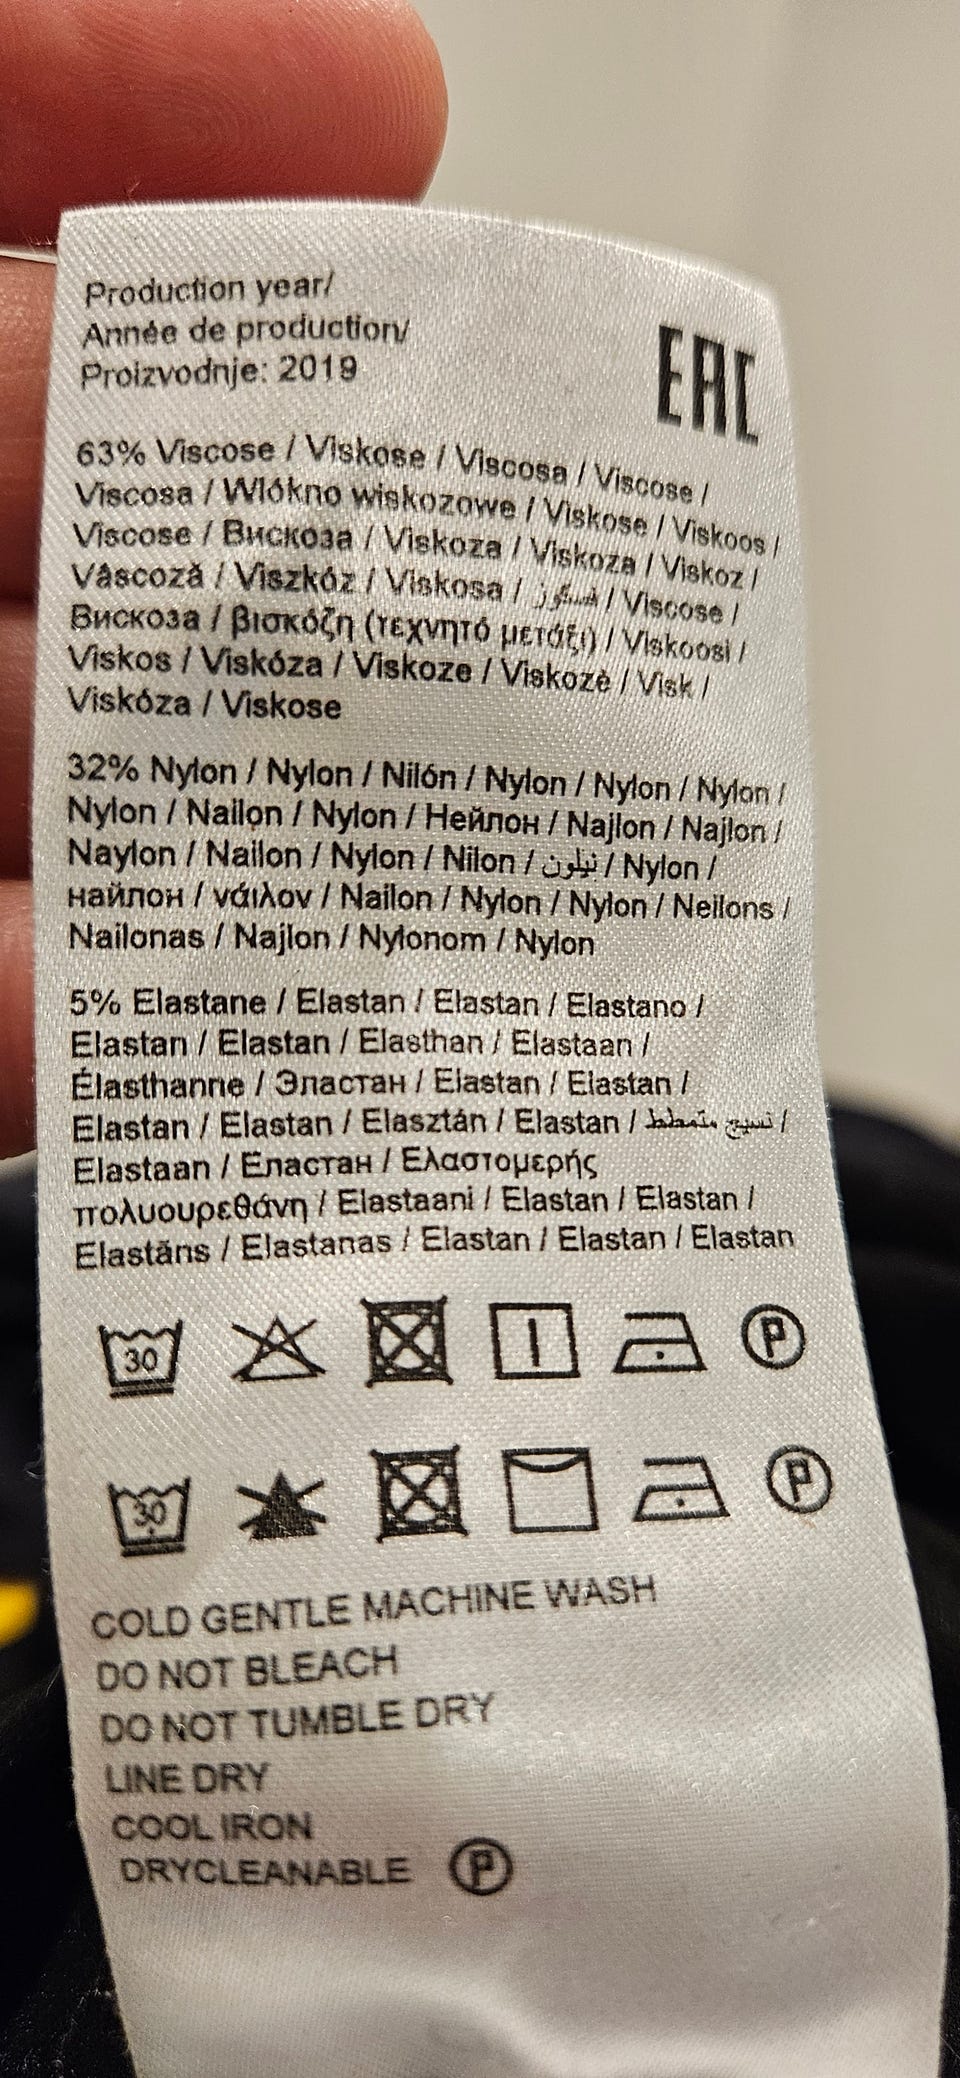 Production year/
Année de production/
Proizvodnje: 2019
EAC
63% Viscose / Viskose / Viscosa / Viscose /
Viscosa / Włókno wiskozowe / Viskose / Viskoos /
Viscose / Вискоза / Viskoza / Viskoza / Viskoz /
Vâscoză / Viszkóz / Viskosa / فسكوز / Viscose /
Вискоза / βισκόζη (τεχνητό μετάξι) / Viskoosi /
Viskos / Viskóza / Viskoze / Viskozė / Visk /
Viskóza / Viskose
32% Nylon / Nylon / Nilón / Nylon / Nylon / Nylon /
Nylon / Nailon / Nylon / Нейлон / Najlon / Najlon /
Naylon / Nailon / Nylon / Nilon / نيلون / Nylon /
найлон / νάιλον / Nailon / Nylon / Nylon / Neilons /
Nailonas / Najlon / Nylonom / Nylon
5% Elastane / Elastan / Elastan / Elastano /
Elastan / Elastan / Elasthan / Elastaan /
Élasthanne / Эластан / Elastan / Elastan /
Elastan / Elastan / Elasztán / Elastan / نسيج متمطط /
Elastaan / Еластан / Ελαστομερής
πολυουρεθάνη / Elastaani / Elastan / Elastan /
Elastāns / Elastanas / Elastan / Elastan / Elastan
30 P
30 P
COLD GENTLE MACHINE WASH
DO NOT BLEACH
DO NOT TUMBLE DRY
LINE DRY
COOL IRON
DRYCLEANABLE P